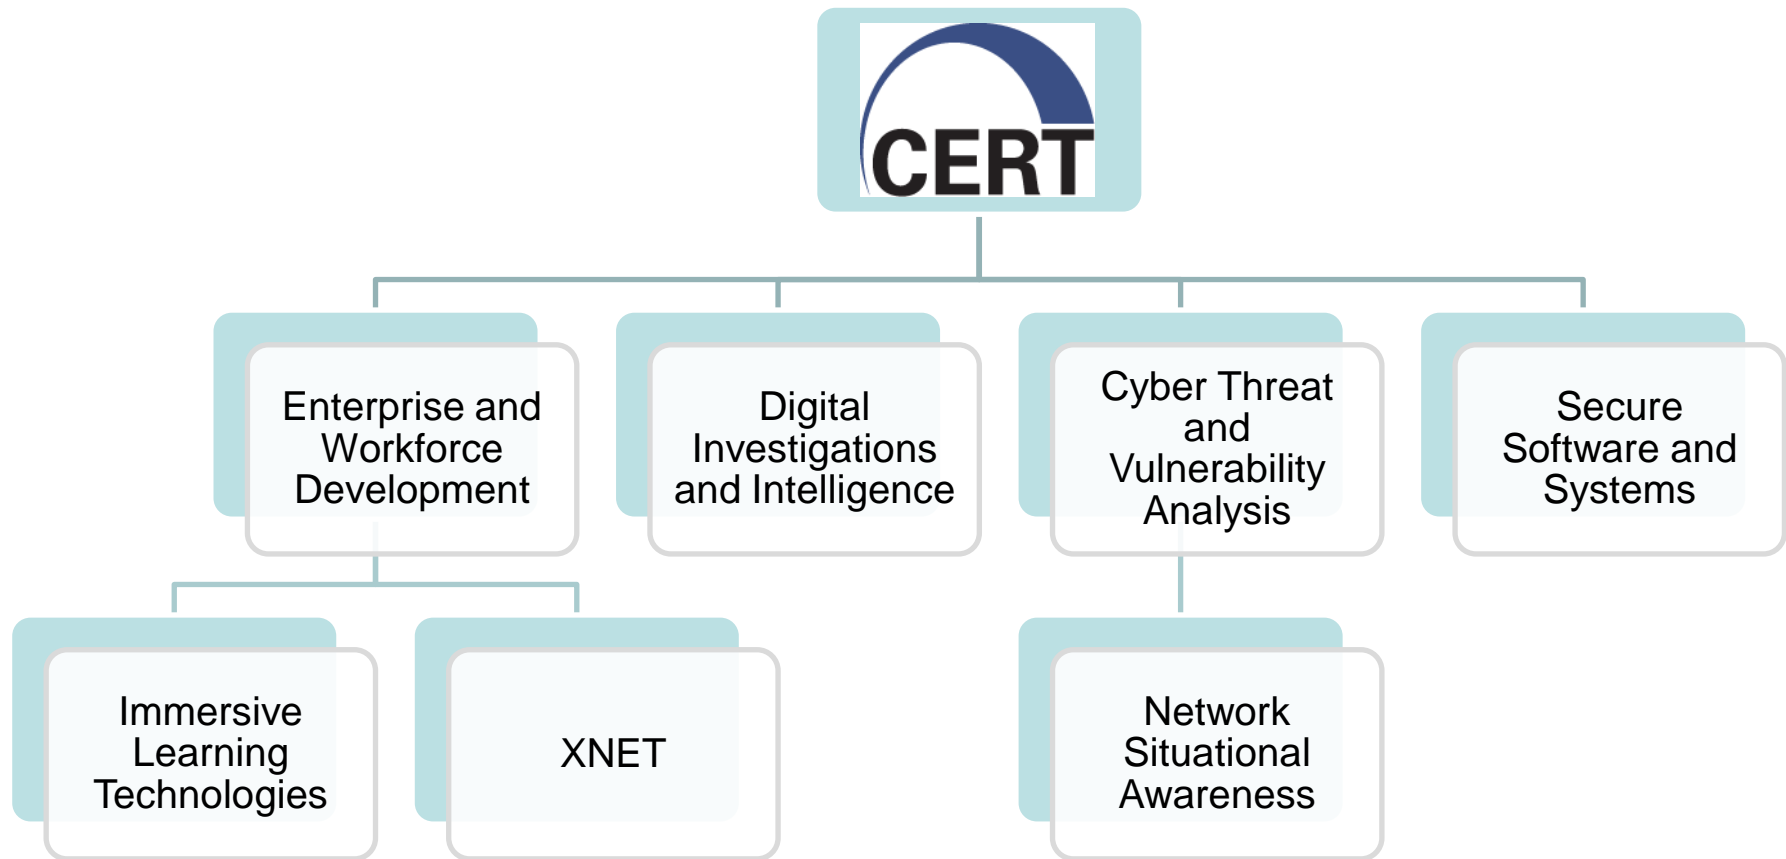 CERT
Enterprise and
Workforce
Development
Digital
Investigations
and Intelligence
Cyber Threat
and
Vulnerability
Analysis
Secure
Software and
Systems
Immersive
Learning
Technologies
XNET
Network
Situational
Awareness